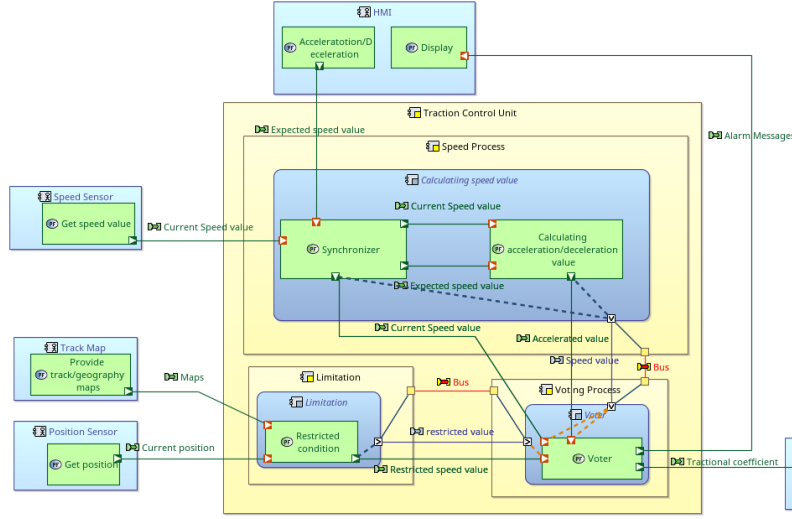 HMI
Acceleratotion/D
eceleration
Display
Traction Control Unit
Expected speed value
Alarm Messages
Speed Process
Calculatiing speed value
Speed Sensor
Get speed value
Current Speed value
Current Speed value
Synchronizer
Calculating
acceleration/deceleration
value
Expected speed value
Current Speed value
Accelerated value
Track Map
Provide
track/geography
maps
Maps
Speed value
Bus
Limitation
Bus
Voting Process
Limitation
Voter
Position Sensor
Get position
Current position
Restricted
condition
restricted value
Restricted speed value
Voter
Tractional coefficient